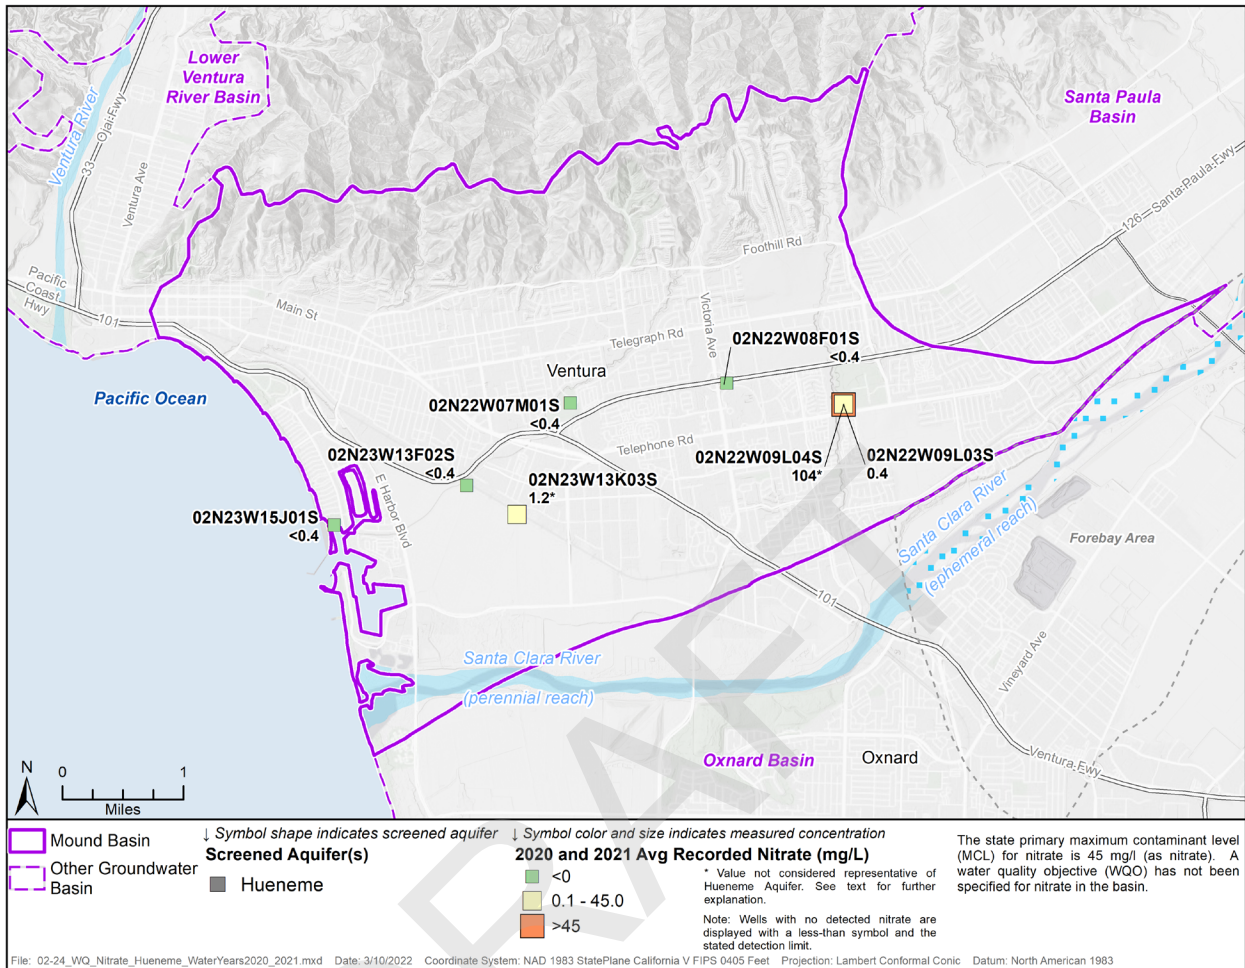 Lower
Ventura
River Basin
Santa Paula
Basin
Ventura River
33
Ojai Fwy
Ventura Ave
126
Santa Paula Fwy
Foothill Rd
Pacific
Coast
Hwy
101
Main St
Victoria Ave
Telegraph Rd
02N22W08F01S
<0.4
Ventura
Pacific Ocean
02N22W07M01S
<0.4
Telephone Rd
02N23W13F02S
<0.4
02N22W09L04S
104*
02N22W09L03S
0.4
02N23W13K03S
1.2*
E Harbor Blvd
02N23W15J01S
<0.4
Santa Clara River
(ephemeral reach)
Forebay Area
101
Vineyard Ave
Santa Clara River
(perennial reach)
Oxnard Basin
Oxnard
Ventura Fwy
N
0 1
Miles
DRAFT
Mound Basin
Other Groundwater
Basin
↓ Symbol shape indicates screened aquifer
Screened Aquifer(s)
Hueneme
↓ Symbol color and size indicates measured concentration
2020 and 2021 Avg Recorded Nitrate (mg/L)
<0
0.1 - 45.0
>45
* Value not considered representative of
Hueneme Aquifer. See text for further
explanation.
Note: Wells with no detected nitrate are
displayed with a less-than symbol and the
stated detection limit.
The state primary maximum contaminant level
(MCL) for nitrate is 45 mg/l (as nitrate). A
water quality objective (WQO) has not been
specified for nitrate in the basin.
File: 02-24_WQ_Nitrate_Hueneme_WaterYears2020_2021.mxd Date: 3/10/2022 Coordinate System: NAD 1983 StatePlane California V FIPS 0405 Feet Projection: Lambert Conformal Conic Datum: North American 1983